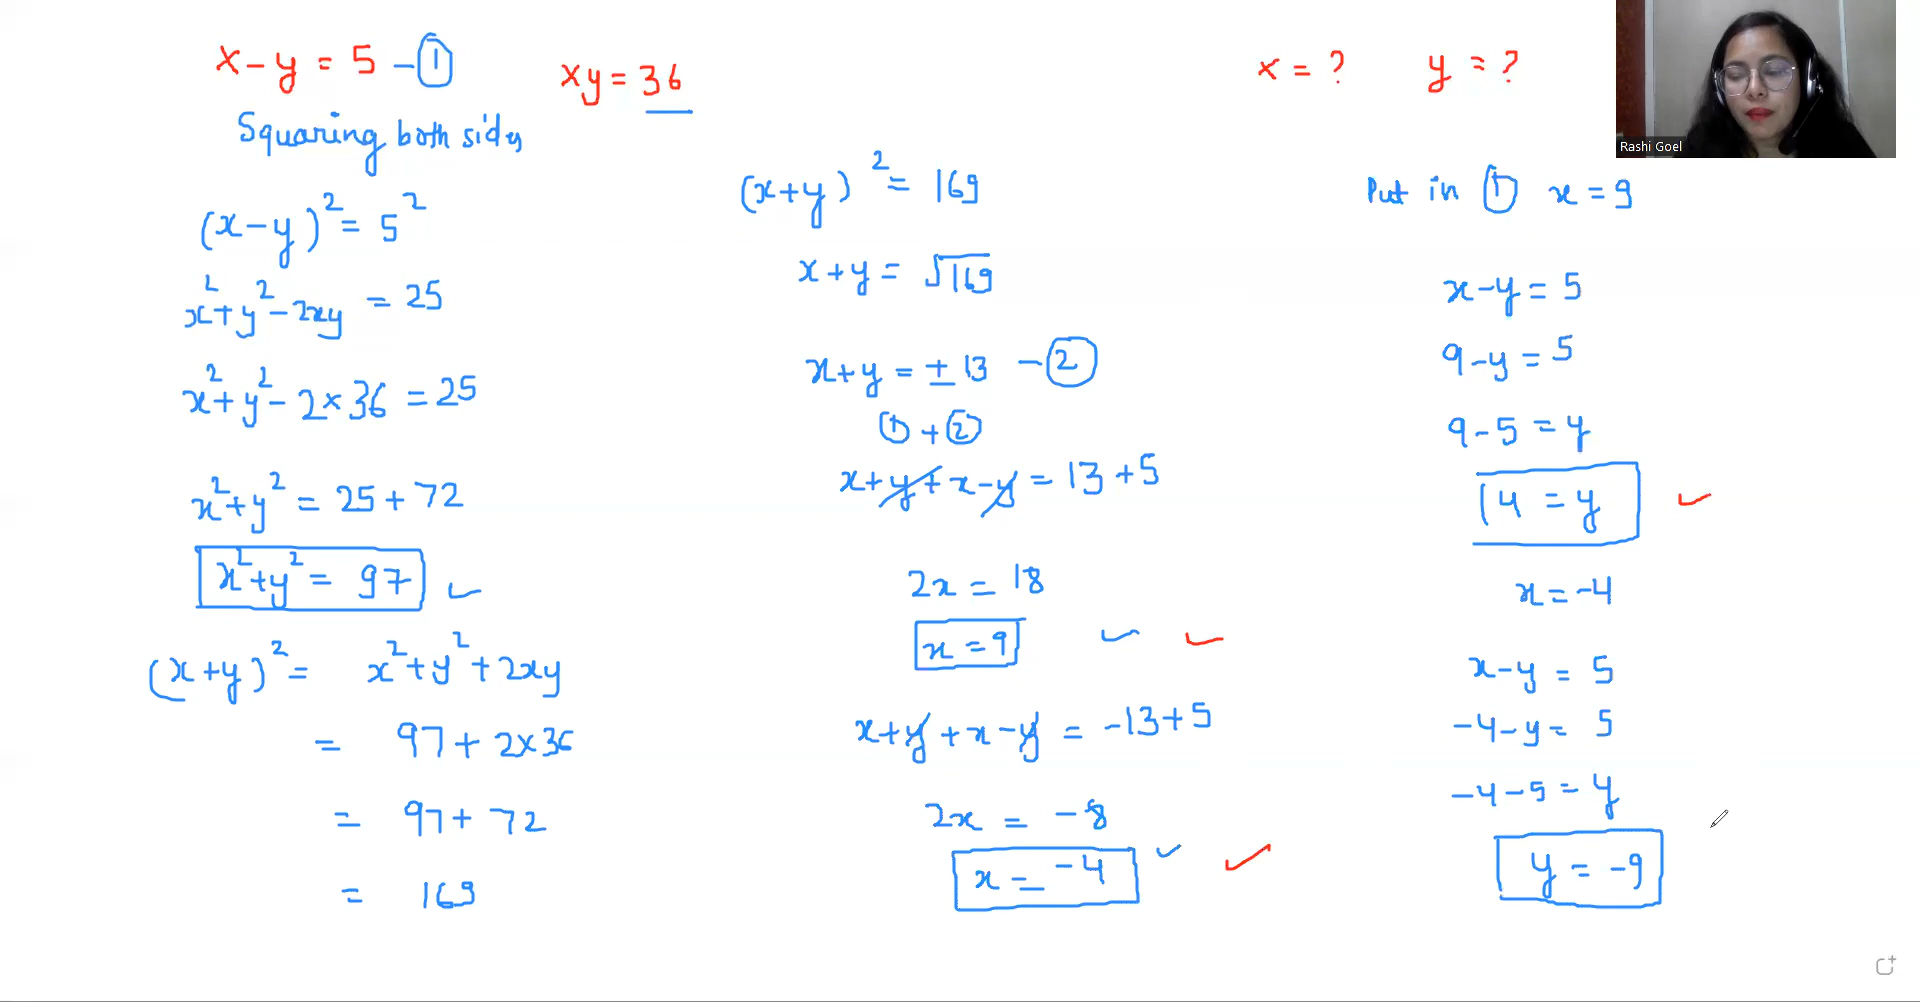 x - y = 5 - ①
xy = 36
x = ? y = ?
Rashi Goel
Squaring both sides
(x - y)² = 5²
x² + y² - 2xy = 25
x² + y² - 2 × 36 = 25
x² + y² = 25 + 72
x² + y² = 97
(x + y)² = x² + y² + 2xy
= 97 + 2 × 36
= 97 + 72
= 169
(x + y)² = 169
x + y = √169
x + y = ± 13 - ②
① + ②
x + y + x - y = 13 + 5
2x = 18
x = 9
x + y + x - y = -13 + 5
2x = -8
x = -4
Put in ① x = 9
x - y = 5
9 - y = 5
9 - 5 = y
4 = y
x = -4
x - y = 5
-4 - y = 5
-4 - 5 = y
y = -9